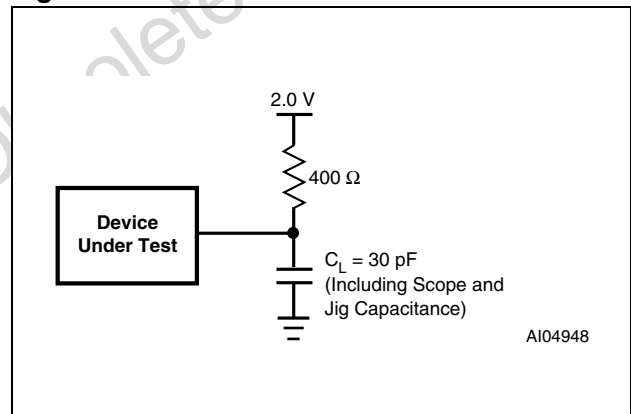 2.0 V
400 Ω
Device
Under Test
C_L = 30 pF
(Including Scope and
Jig Capacitance)
AI04948